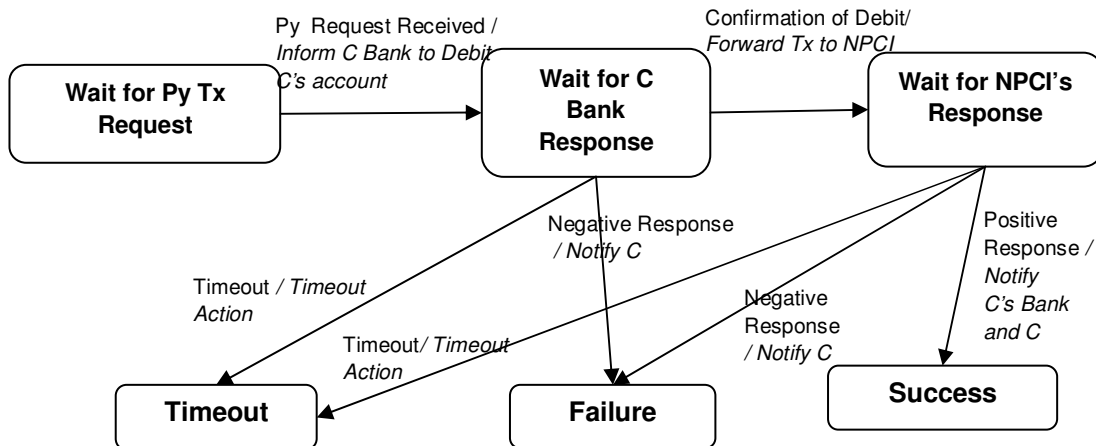 Py Request Received /
Inform C Bank to Debit
C's account
Confirmation of Debit/
Forward Tx to NPCI
Wait for Py Tx
Request
Wait for C
Bank
Response
Wait for NPCI's
Response
Negative Response
/ Notify C
Positive
Response /
Notify
C's Bank
and C
Timeout / Timeout
Action
Negative
Response
/ Notify C
Timeout/ Timeout
Action
Timeout
Failure
Success